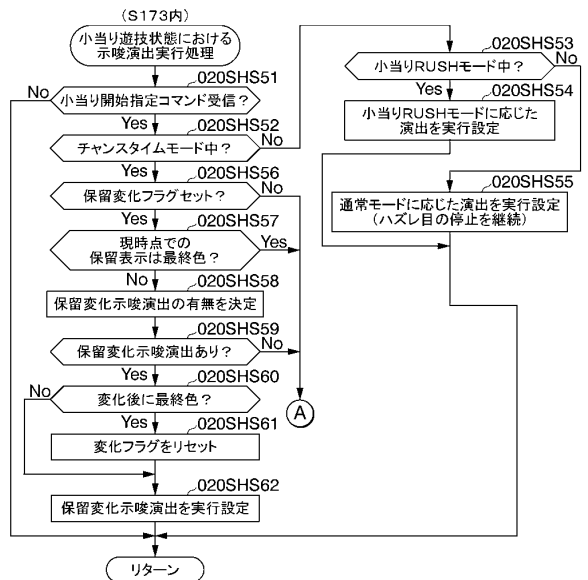 (S173内)
小当り遊技状態における
示唆演出実行処理
020SHS51
小当り開始指定コマンド受信？
No
Yes
020SHS52
チャンスタイムモード中？
No
Yes
020SHS53
小当りRUSHモード中？
No
Yes
020SHS54
小当りRUSHモードに応じた
演出を実行設定
020SHS55
通常モードに応じた演出を実行設定
(ハズレ目の停止を継続)
020SHS56
保留変化フラグセット？
No
Yes
020SHS57
現時点での
保留表示は最終色？
Yes
No
020SHS58
保留変化示唆演出の有無を決定
020SHS59
保留変化示唆演出あり？
No
Yes
020SHS60
変化後に最終色？
No
Yes
A
020SHS61
変化フラグをリセット
020SHS62
保留変化示唆演出を実行設定
リターン